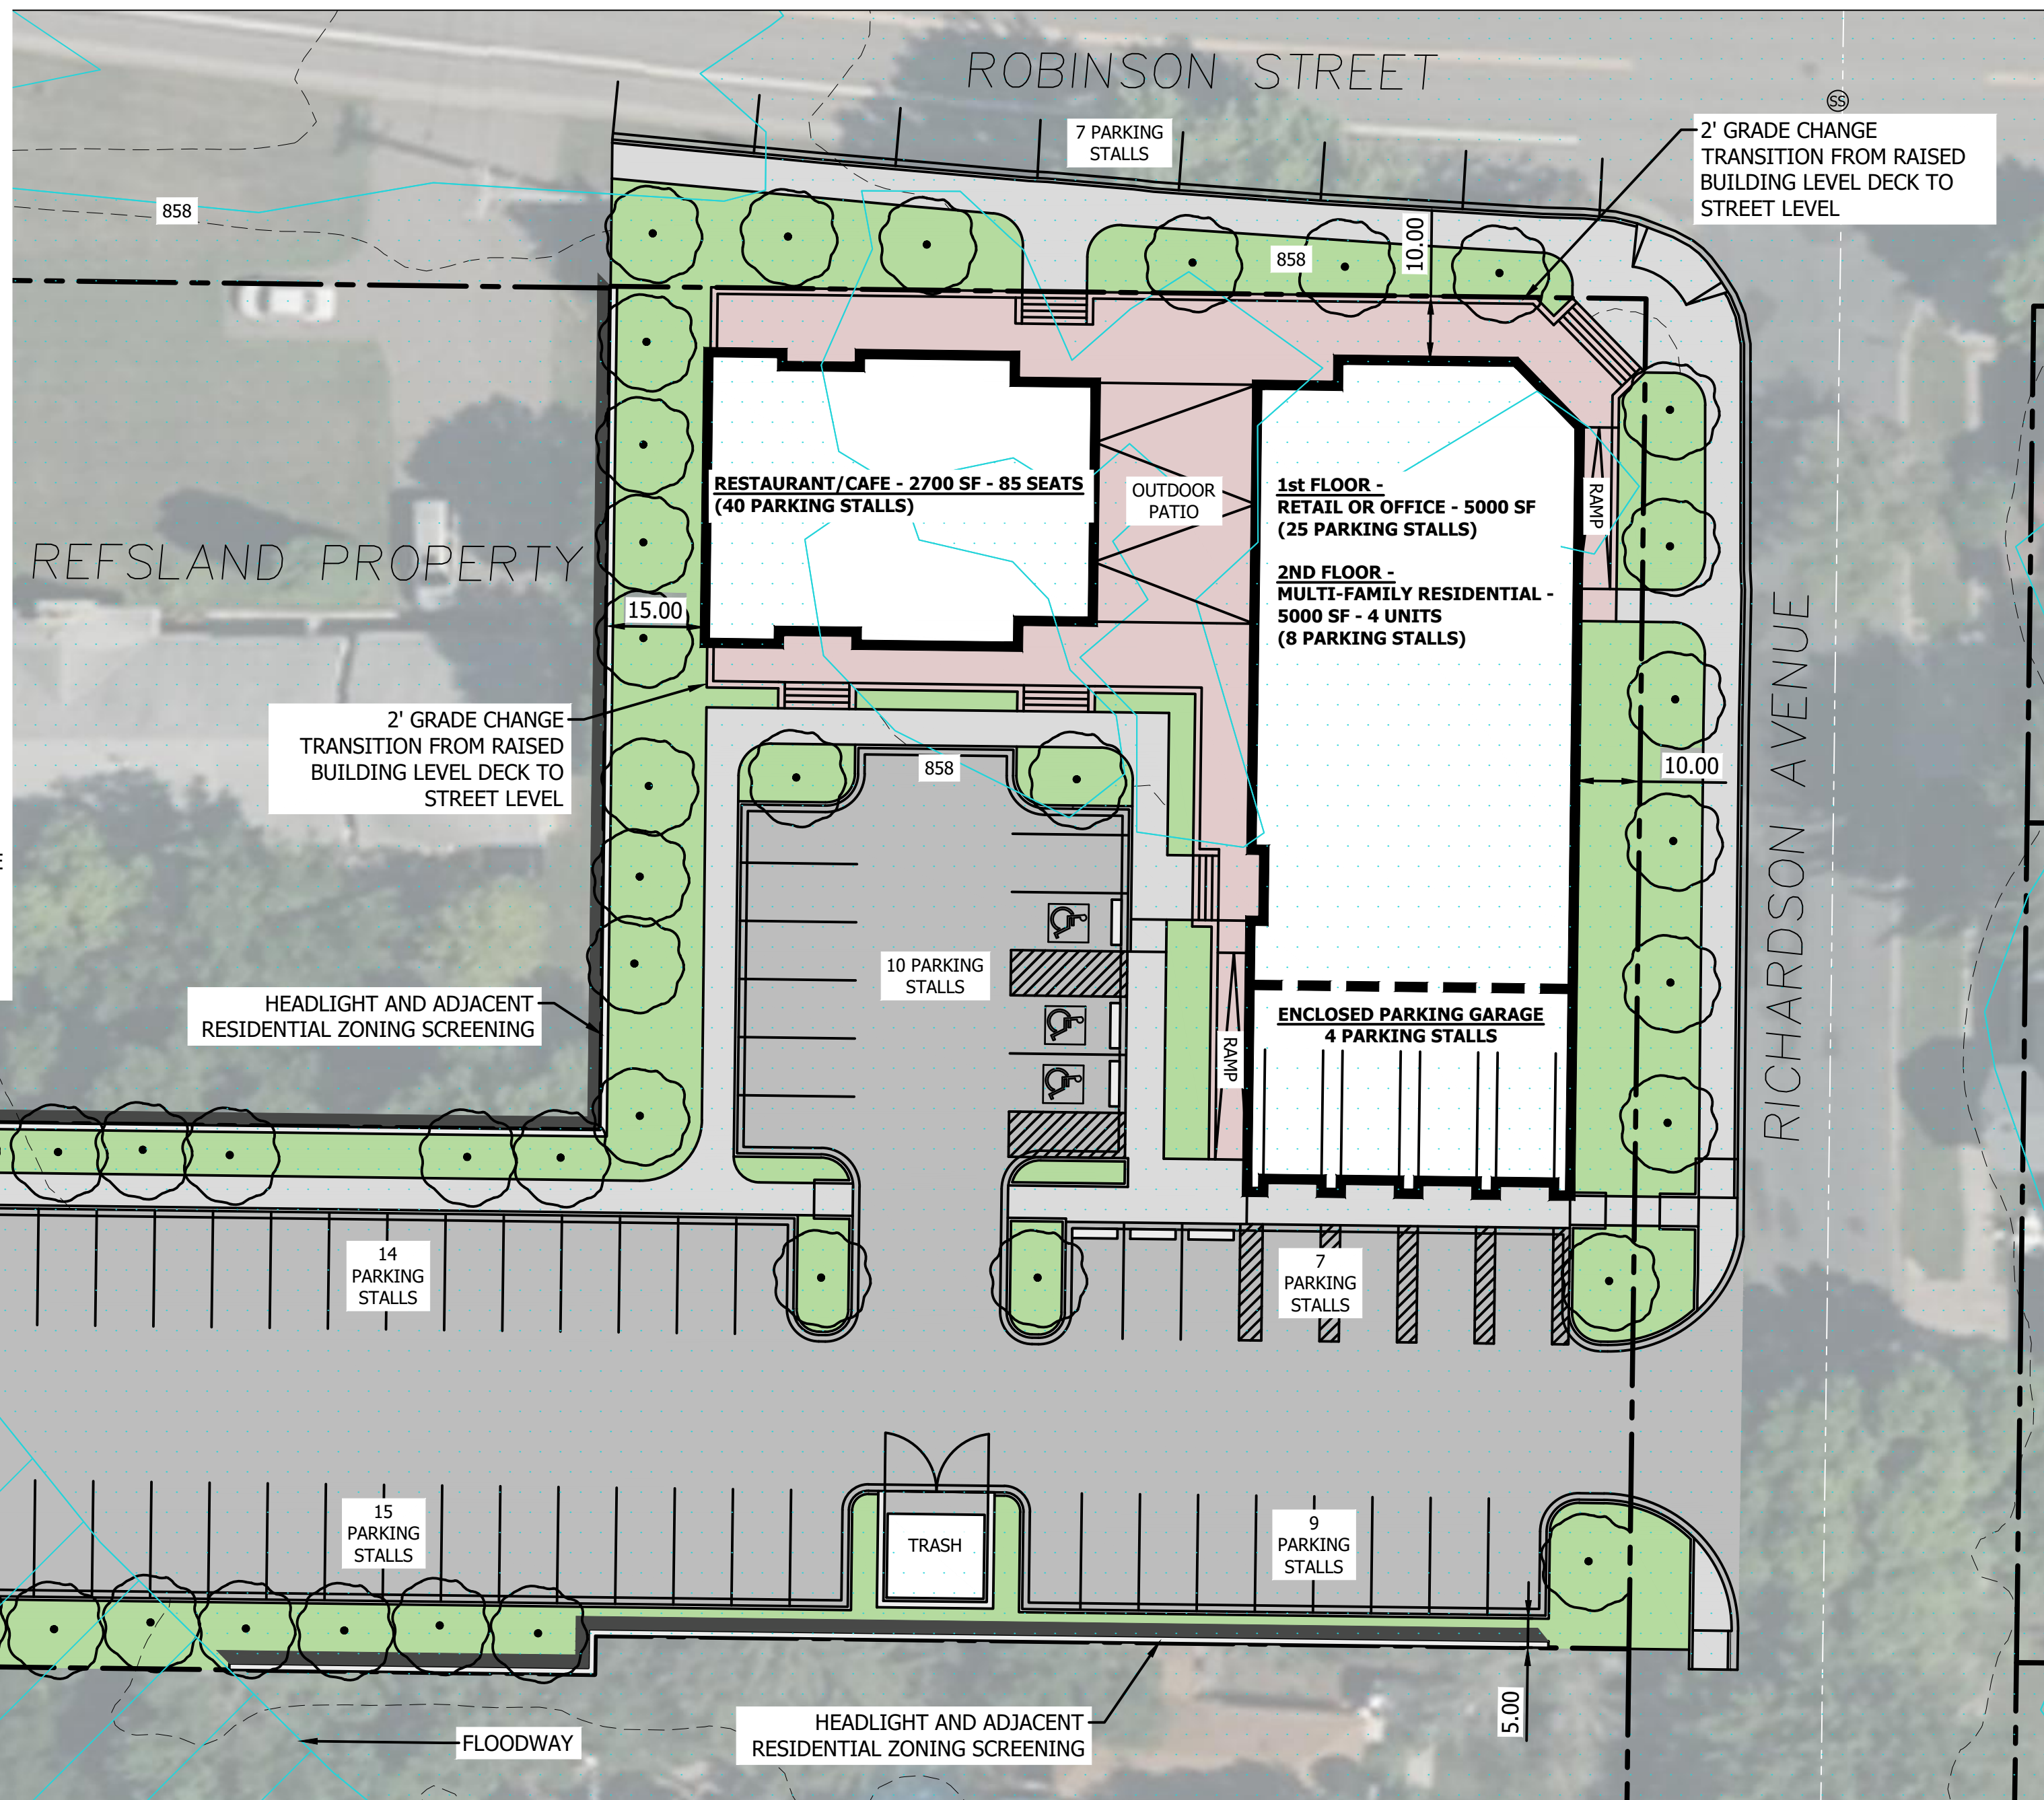 ROBINSON STREET
SS
7 PARKING
STALLS
2' GRADE CHANGE
TRANSITION FROM RAISED
BUILDING LEVEL DECK TO
STREET LEVEL
858
10.00
858
RESTAURANT/CAFE - 2700 SF - 85 SEATS
(40 PARKING STALLS)
OUTDOOR
PATIO
1st FLOOR -
RETAIL OR OFFICE - 5000 SF
(25 PARKING STALLS)
2ND FLOOR -
MULTI-FAMILY RESIDENTIAL -
5000 SF - 4 UNITS
(8 PARKING STALLS)
RAMP
REFSLAND PROPERTY
15.00
2' GRADE CHANGE
TRANSITION FROM RAISED
BUILDING LEVEL DECK TO
STREET LEVEL
858
10.00
RICHARDSON AVENUE
E
10 PARKING
STALLS
HEADLIGHT AND ADJACENT
RESIDENTIAL ZONING SCREENING
ENCLOSED PARKING GARAGE
4 PARKING STALLS
RAMP
14
PARKING
STALLS
7
PARKING
STALLS
15
PARKING
STALLS
TRASH
9
PARKING
STALLS
5.00
HEADLIGHT AND ADJACENT
RESIDENTIAL ZONING SCREENING
FLOODWAY